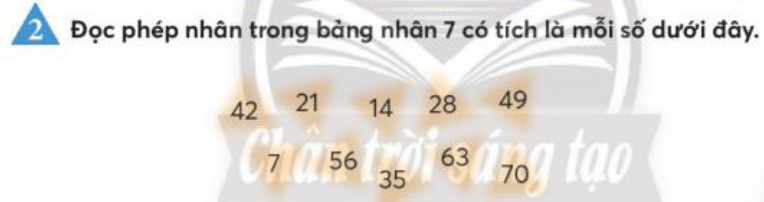 2 Đọc phép nhân trong bảng nhân 7 có tích là mỗi số dưới đây.
42 21 14 28 49
Chân trời sáng tạo
7 56 35 63 70